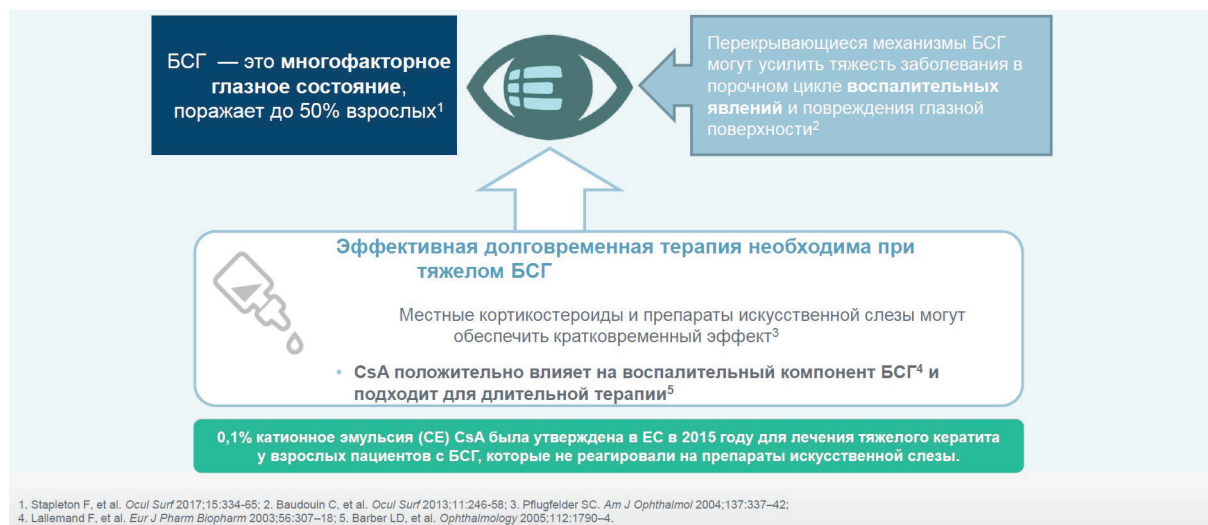 БСГ — это многофакторное
глазное состояние,
поражает до 50% взрослых1
Перекрывающиеся механизмы БСГ
могут усилить тяжесть заболевания в
порочном цикле воспалительных
явлений и повреждения глазной
поверхности2
Эффективная долговременная терапия необходима при
тяжелом БСГ
Местные кортикостероиды и препараты искусственной слезы могут
обеспечить кратковременный эффект3
• CsA положительно влияет на воспалительный компонент БСГ4 и
подходит для длительной терапии5
0,1% катионное эмульсия (CE) CsA была утверждена в ЕС в 2015 году для лечения тяжелого кератита
у взрослых пациентов с БСГ, которые не реагировали на препараты искусственной слезы.
1. Stapleton F, et al. Ocul Surf 2017;15:334-65; 2. Baudouin C, et al. Ocul Surf 2013;11:246-58; 3. Pflugfelder SC. Am J Ophthalmol 2004;137:337–42;
4. Lallemand F, et al. Eur J Pharm Biopharm 2003;56:307–18; 5. Barber LD, et al. Ophthalmology 2005;112:1790–4.